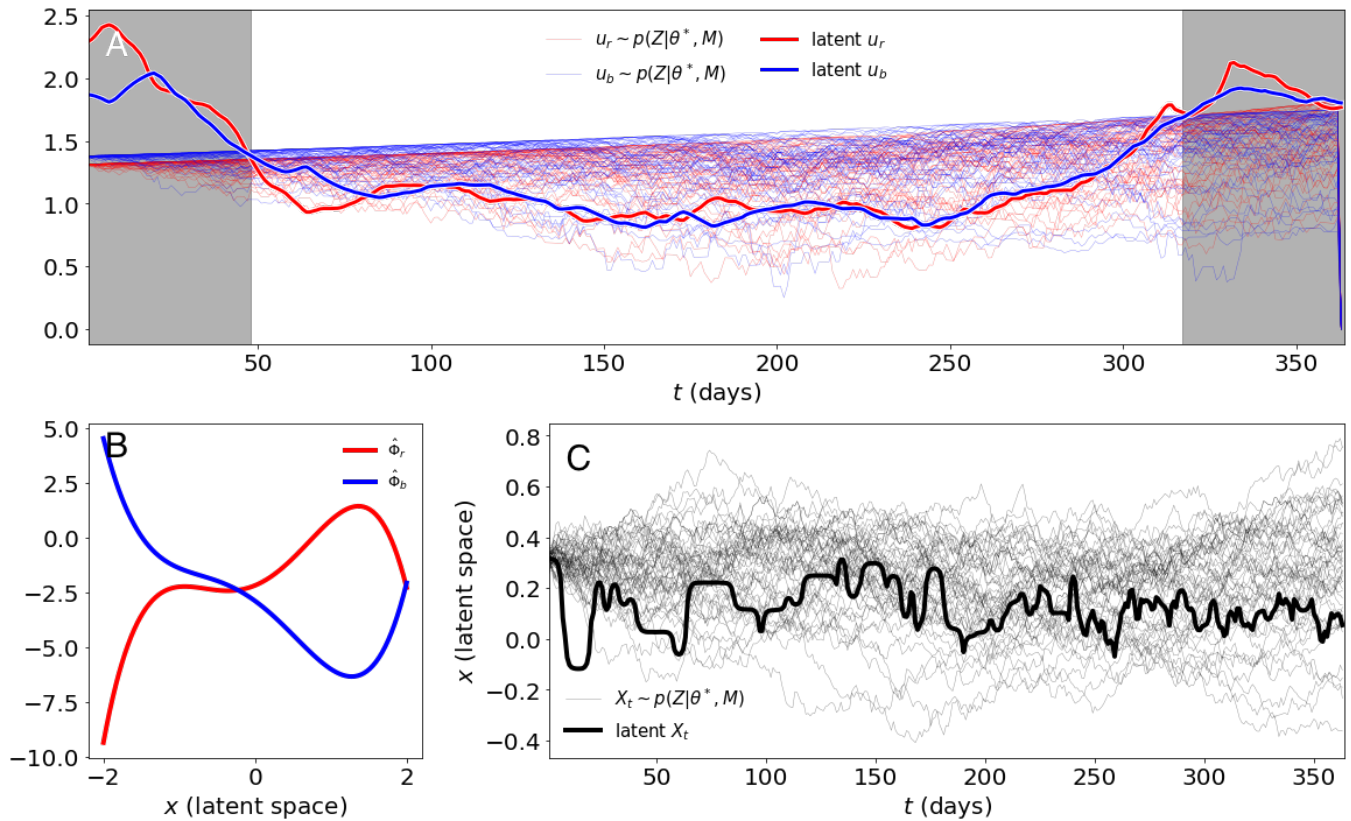 A
2.5
2.0
1.5
1.0
0.5
0.0
u_r ~ p(Z|θ*, M)
u_b ~ p(Z|θ*, M)
latent u_r
latent u_b
50 100 150 200 250 300 350
t (days)
B
5.0
2.5
0.0
−2.5
−5.0
−7.5
−10.0
Φ̂_r
Φ̂_b
−2 0 2
x (latent space)
C
0.8
0.6
0.4
0.2
0.0
−0.2
−0.4
x (latent space)
X_t ~ p(Z|θ*, M)
latent X_t
50 100 150 200 250 300 350
t (days)